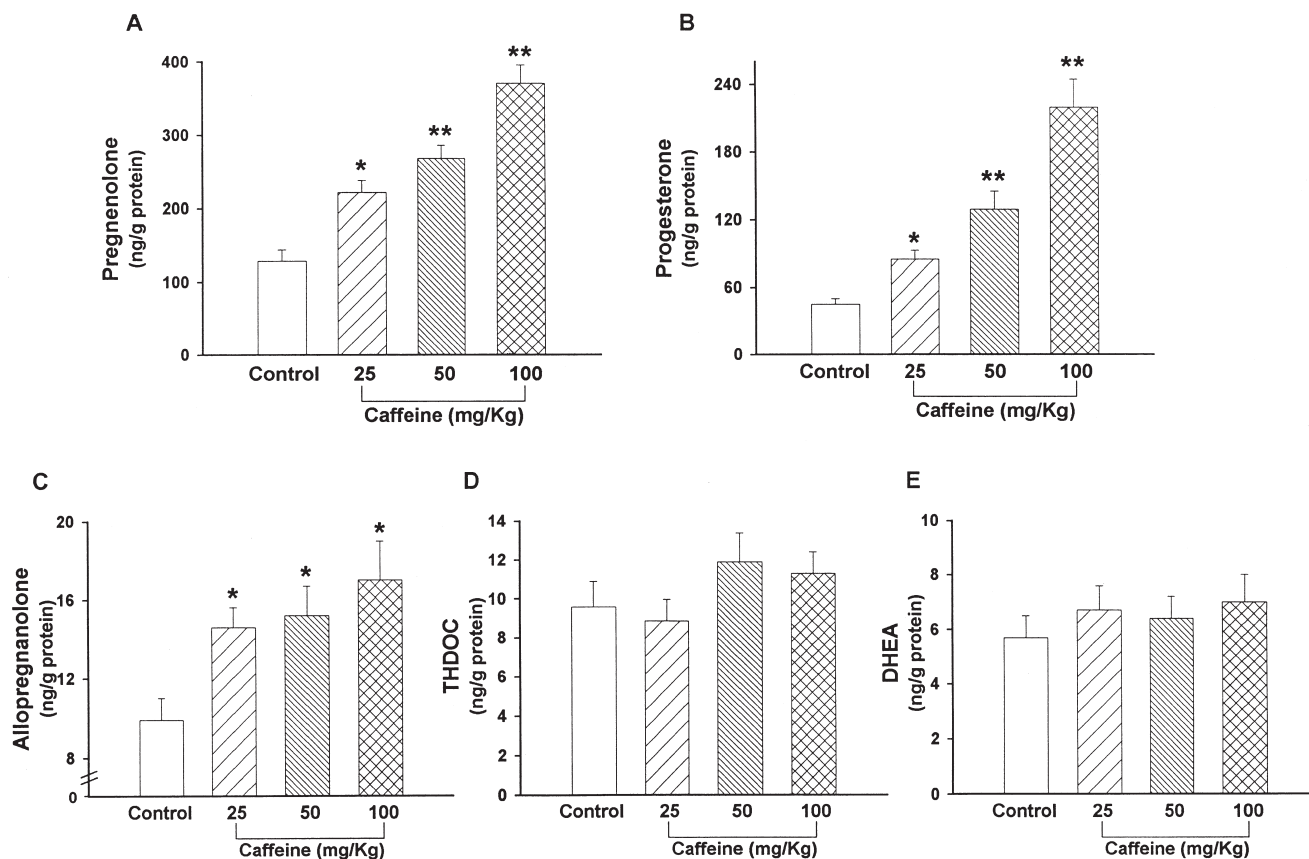 A
Pregnenolone
(ng/g protein)
400
300
200
100
0
*
**
**
Control 25 50 100
Caffeine (mg/Kg)
B
Progesterone
(ng/g protein)
240
180
120
60
0
*
**
**
Control 25 50 100
Caffeine (mg/Kg)
C
Allopregnanolone
(ng/g protein)
20
16
12
8
0
*
*
*
Control 25 50 100
Caffeine (mg/Kg)
D
THDOC
(ng/g protein)
14
12
10
8
6
4
2
0
Control 25 50 100
Caffeine (mg/Kg)
E
DHEA
(ng/g protein)
10
8
6
4
2
0
Control 25 50 100
Caffeine (mg/Kg)